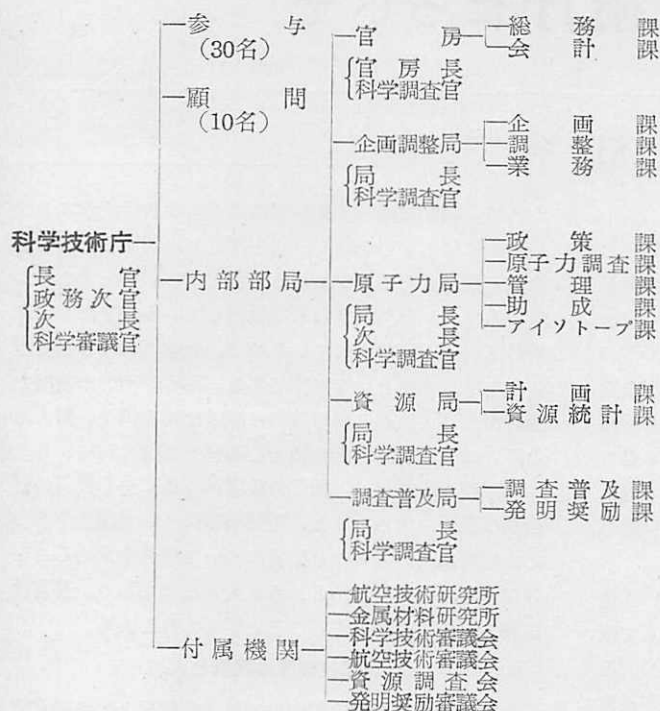 科学技術庁
長官
政務次官
次長
科学審議官
参与
(30名)
顧問
(10名)
内部部局
官房
官房長
科学調査官
総務課
会計課
企画調整局
局長
科学調査官
企画課
調整課
業務課
原子力局
局長
次長
科学調査官
政策課
原子力調査課
管理課
助成課
アイソトープ課
資源局
局長
科学調査官
計画課
資源統計課
調査普及局
局長
科学調査官
調査普及課
発明奨励課
付属機関
航空技術研究所
金属材料研究所
科学技術審議会
航空技術審議会
資源調査会
発明奨励審議会